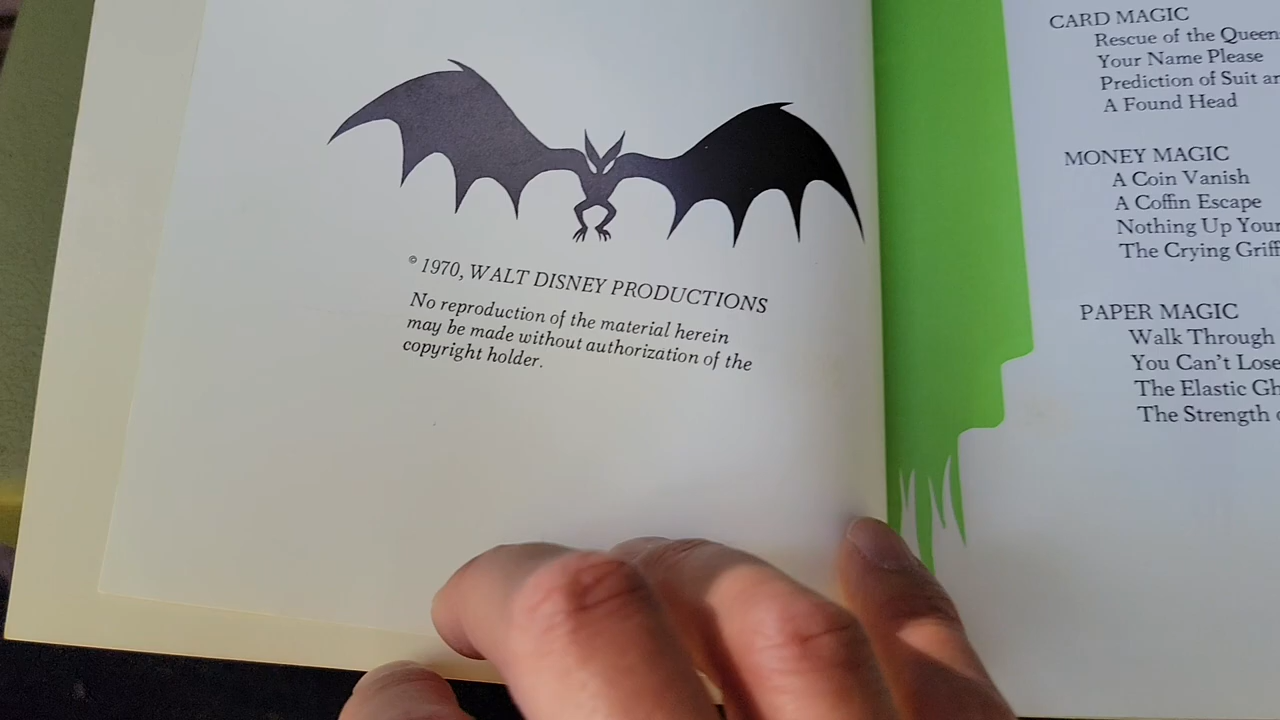 © 1970, WALT DISNEY PRODUCTIONS
No reproduction of the material herein
may be made without authorization of the
copyright holder.
CARD MAGIC
Rescue of the Queen
Your Name Please
Prediction of Suit
A Found Head
MONEY MAGIC
A Coin Vanish
A Coffin Escape
Nothing Up Your
The Crying
PAPER MAGIC
Walk Through
You Can't Lose
The Elastic
The Strength